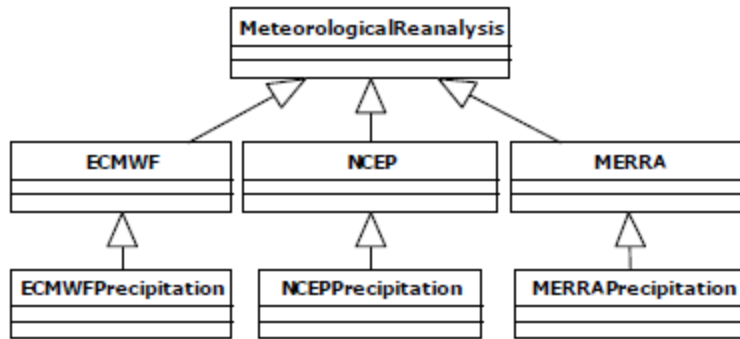 MeteorologicalReanalysis
ECMWF
NCEP
MERRA
ECMWFPrecipitation
NCEPPrecipitation
MERRAPrecipitation